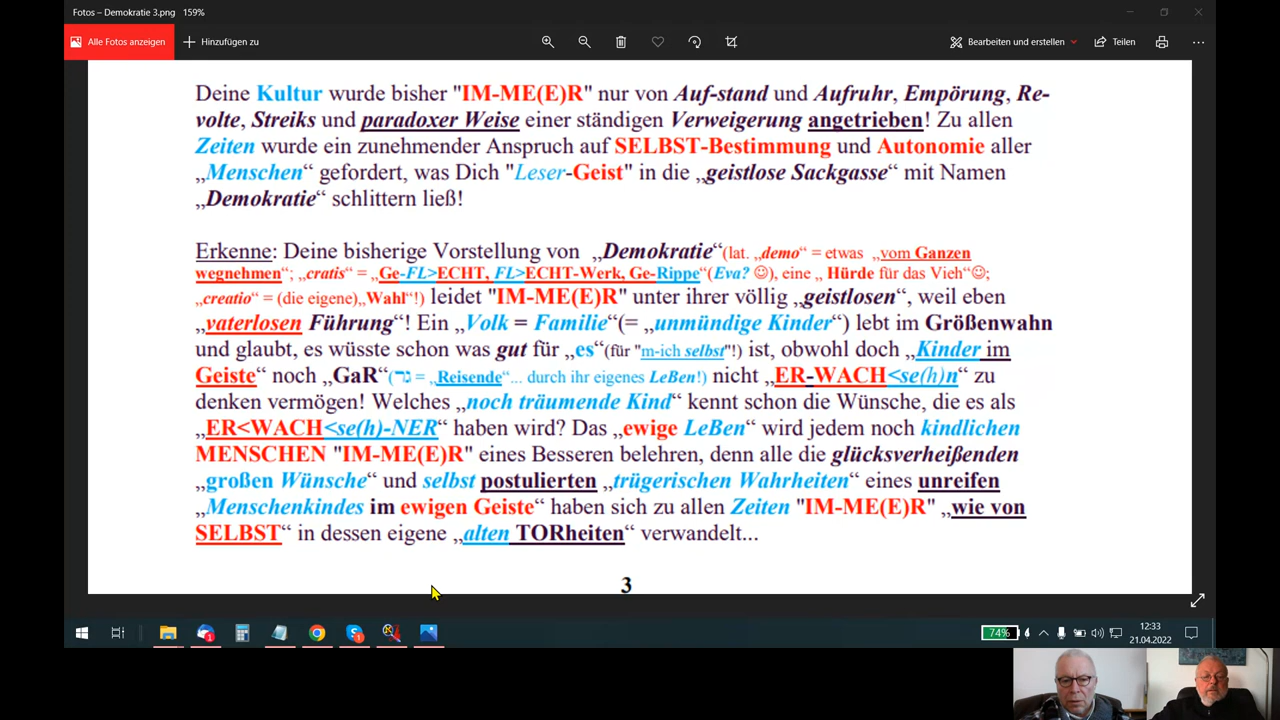 Fotos – Demokratie 3.png   159%
Alle Fotos anzeigen
Hinzufügen zu
Bearbeiten und erstellen
Teilen
Deine Kultur wurde bisher "IM-ME(E)R" nur von Auf-stand und Aufruhr, Empörung, Re-
volte, Streiks und paradoxer Weise einer ständigen Verweigerung angetrieben! Zu allen
Zeiten wurde ein zunehmender Anspruch auf SELBST-Bestimmung und Autonomie aller
„Menschen“ gefordert, was Dich "Leser-Geist" in die „geistlose Sackgasse“ mit Namen
„Demokratie“ schlittern ließ!
Erkenne: Deine bisherige Vorstellung von „Demokratie“(lat. „demo“ = etwas „vom Ganzen
wegnehmen“; „cratis“ = „Ge-FL>ECHT, FL>ECHT-Werk, Ge-Rippe“(Eva? ☺), eine „ Hürde für das Vieh“☺;
„creatio“ = (die eigene)„Wahl“!) leidet "IM-ME(E)R" unter ihrer völlig „geistlosen“, weil eben
„vaterlosen Führung“! Ein „Volk = Familie“(= „unmündige Kinder“) lebt im Größenwahn
und glaubt, es wüsste schon was gut für „es“(für "m-ich selbst"!) ist, obwohl doch „Kinder im
Geiste“ noch „GaR“(גר = „Reisende“... durch ihr eigenes LeBen!) nicht „ER-WACH<se(h)n“ zu
denken vermögen! Welches „noch träumende Kind“ kennt schon die Wünsche, die es als
„ER<WACH<se(h)-NER“ haben wird? Das „ewige LeBen“ wird jedem noch kindlichen
MENSCHEN "IM-ME(E)R" eines Besseren belehren, denn alle die glücksverheißenden
„großen Wünsche“ und selbst postulierten „trügerischen Wahrheiten“ eines unreifen
„Menschenkindes im ewigen Geiste“ haben sich zu allen Zeiten "IM-ME(E)R" „wie von
SELBST“ in dessen eigene „alten TORheiten“ verwandelt...
3
74%
12:33
21.04.2022